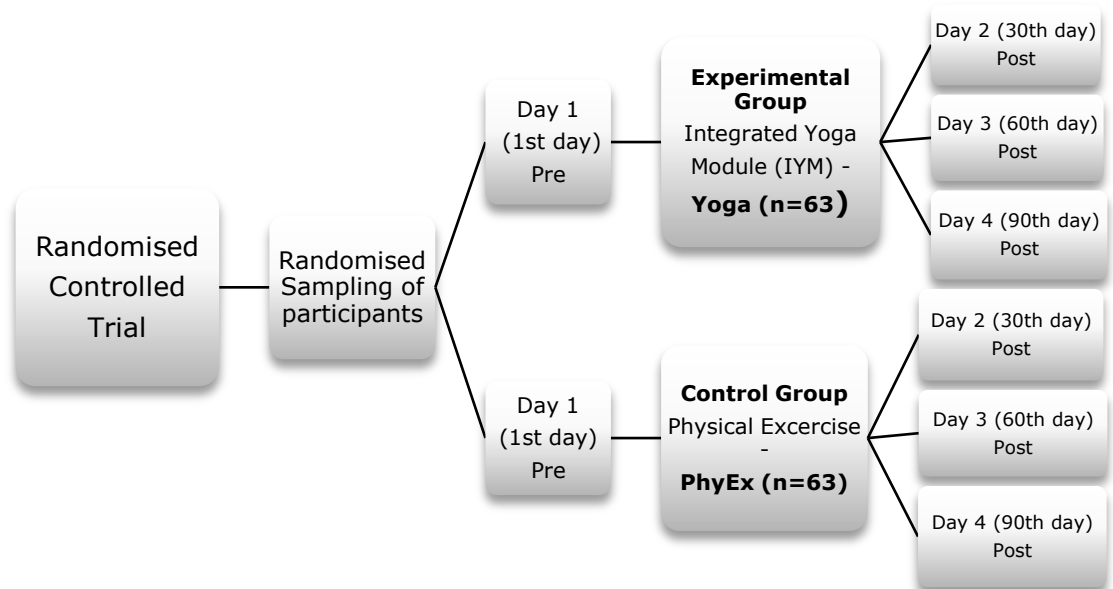 Randomised
Controlled
Trial
Randomised
Sampling of
participants
Day 1
(1st day)
Pre
Experimental
Group
Integrated Yoga
Module (IYM) -
Yoga (n=63)
Day 2 (30th day)
Post
Day 3 (60th day)
Post
Day 4 (90th day)
Post
Day 1
(1st day)
Pre
Control Group
Physical Excercise
-
PhyEx (n=63)
Day 2 (30th day)
Post
Day 3 (60th day)
Post
Day 4 (90th day)
Post